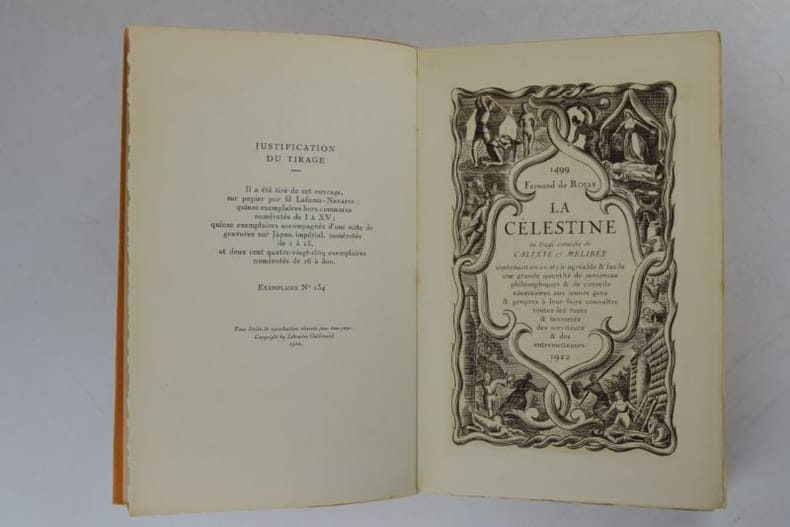 JUSTIFICATION
DU TIRAGE
Il a été tiré de cet ouvrage,
sur papier pur fil Lafuma-Navarre :
quinze exemplaires hors commerce
numérotés de I à XV ;
quinze exemplaires accompagnés d'une suite de
gravures sur Japon impérial, numérotés
de 1 à 15,
et deux cent quatre-vingt-cinq exemplaires
numérotés de 16 à 300.
EXEMPLAIRE N° 134
Tous droits de reproduction réservés pour tous pays.
Copyright by Librairie Gallimard
1922.
1499
Fernand de ROJAS
LA
CÉLESTINE
ou tragi-comédie de
CALIXTE et MELIBEE
contenant en un style agréable & facile
une grande quantité de sentences
philosophiques & de conseils
nécessaires aux jeunes gens
& propres à leur faire connaître
toutes les ruses
& faussetés
des serviteurs
& des
entremetteuses
1922